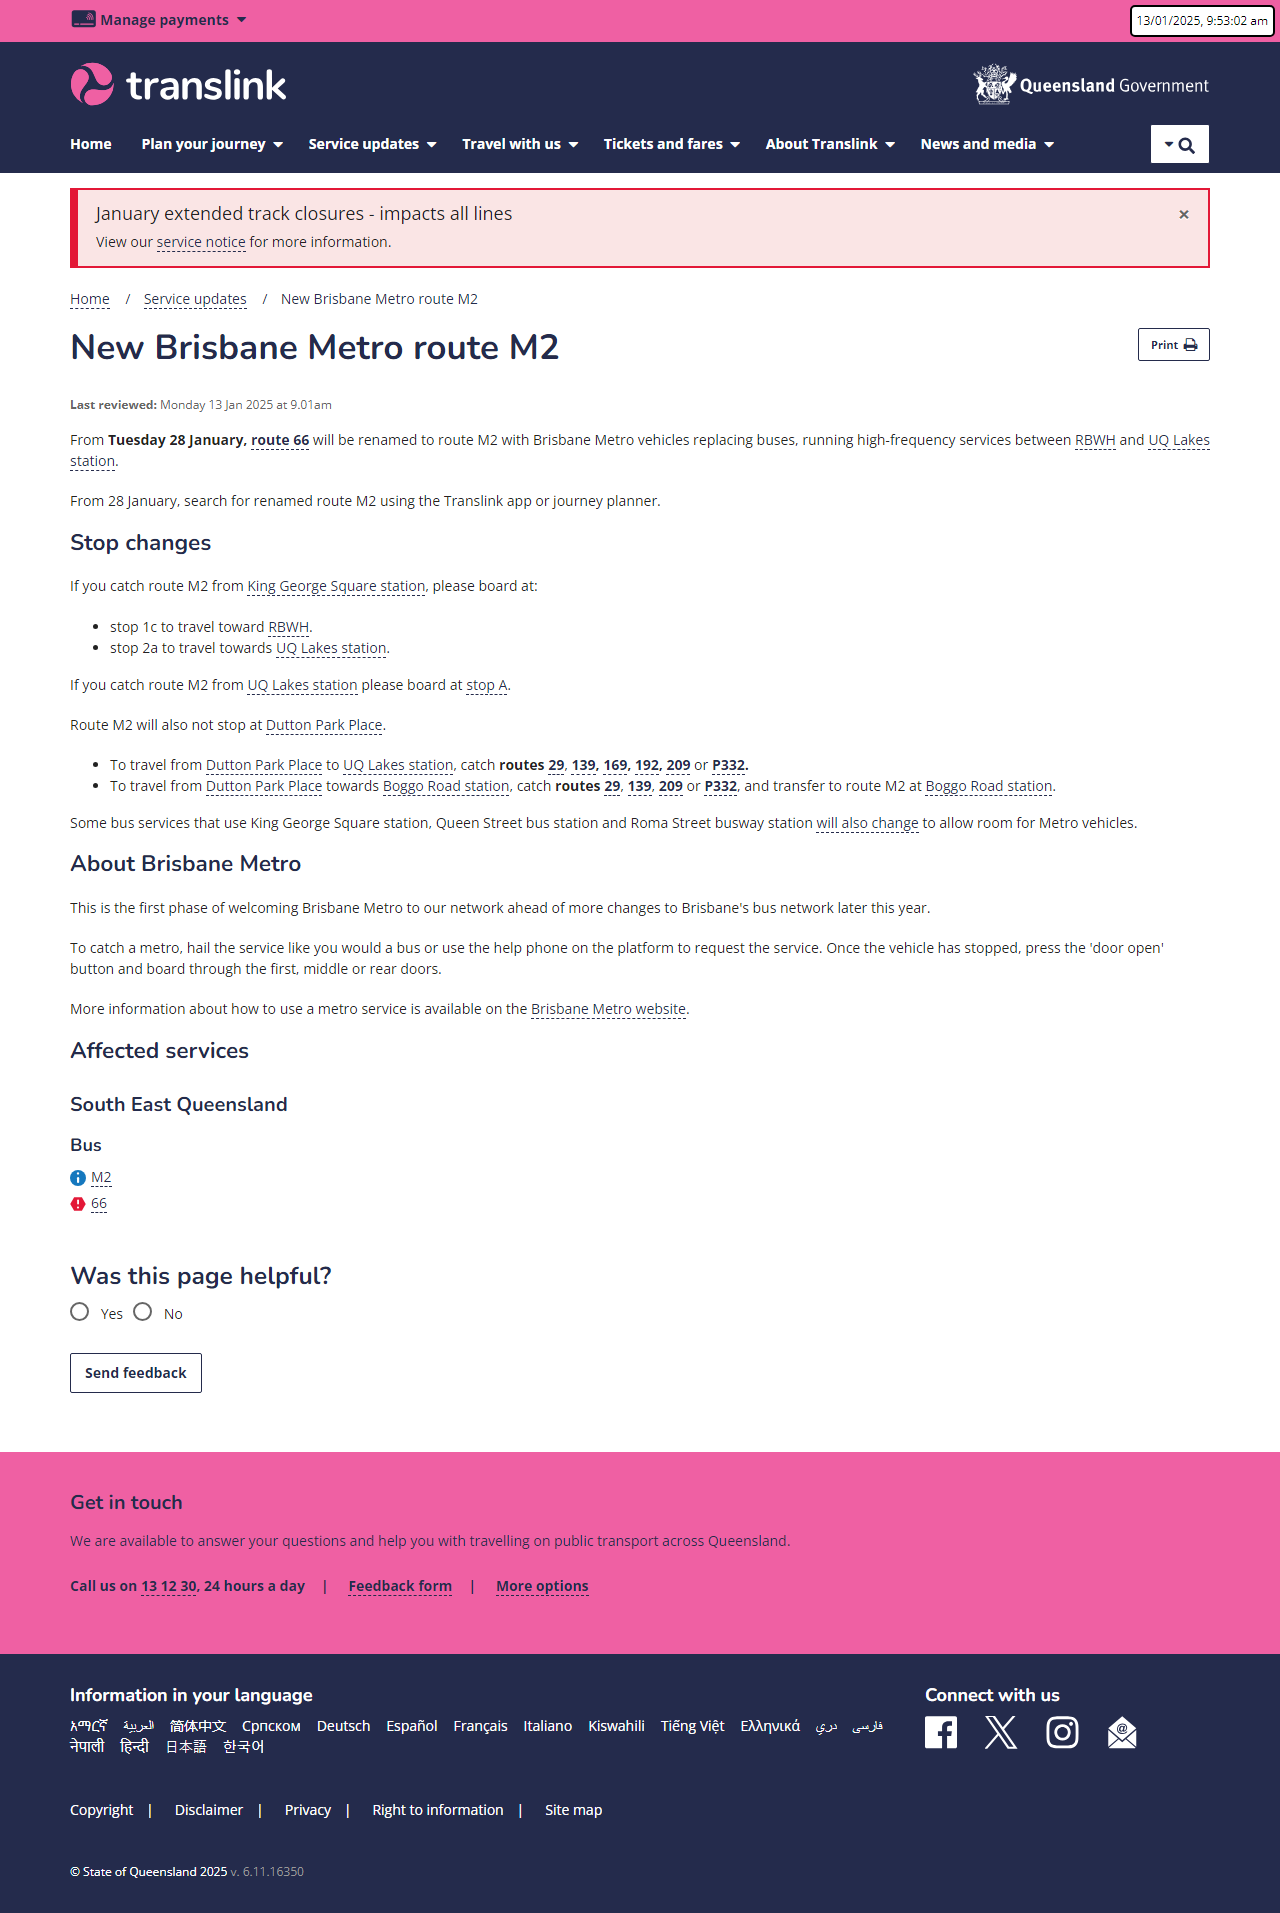 Manage payments
13/01/2025, 9:53:02 am
translink
Queensland Government
Home Plan your journey Service updates Travel with us Tickets and fares About Translink News and media
January extended track closures - impacts all lines ×
View our service notice for more information.
Home / Service updates / New Brisbane Metro route M2
New Brisbane Metro route M2
Print
Last reviewed: Monday 13 Jan 2025 at 9.01am
From Tuesday 28 January, route 66 will be renamed to route M2 with Brisbane Metro vehicles replacing buses, running high-frequency services between RBWH and UQ Lakes
station.
From 28 January, search for renamed route M2 using the Translink app or journey planner.
Stop changes
If you catch route M2 from King George Square station, please board at:
• stop 1c to travel toward RBWH.
• stop 2a to travel towards UQ Lakes station.
If you catch route M2 from UQ Lakes station please board at stop A.
Route M2 will also not stop at Dutton Park Place.
• To travel from Dutton Park Place to UQ Lakes station, catch routes 29, 139, 169, 192, 209 or P332.
• To travel from Dutton Park Place towards Boggo Road station, catch routes 29, 139, 209 or P332, and transfer to route M2 at Boggo Road station.
Some bus services that use King George Square station, Queen Street bus station and Roma Street busway station will also change to allow room for Metro vehicles.
About Brisbane Metro
This is the first phase of welcoming Brisbane Metro to our network ahead of more changes to Brisbane's bus network later this year.
To catch a metro, hail the service like you would a bus or use the help phone on the platform to request the service. Once the vehicle has stopped, press the 'door open'
button and board through the first, middle or rear doors.
More information about how to use a metro service is available on the Brisbane Metro website.
Affected services
South East Queensland
Bus
M2
66
Was this page helpful?
Yes No
Send feedback
Get in touch
We are available to answer your questions and help you with travelling on public transport across Queensland.
Call us on 13 12 30, 24 hours a day | Feedback form | More options
Information in your language
አማርኛ العربية 简体中文 Српском Deutsch Español Français Italiano Kiswahili Tiếng Việt Ελληνικά دری فارسی
नेपाली हिन्दी 日本語 한국어
Connect with us
Copyright | Disclaimer | Privacy | Right to information | Site map
© State of Queensland 2025 v. 6.11.16350